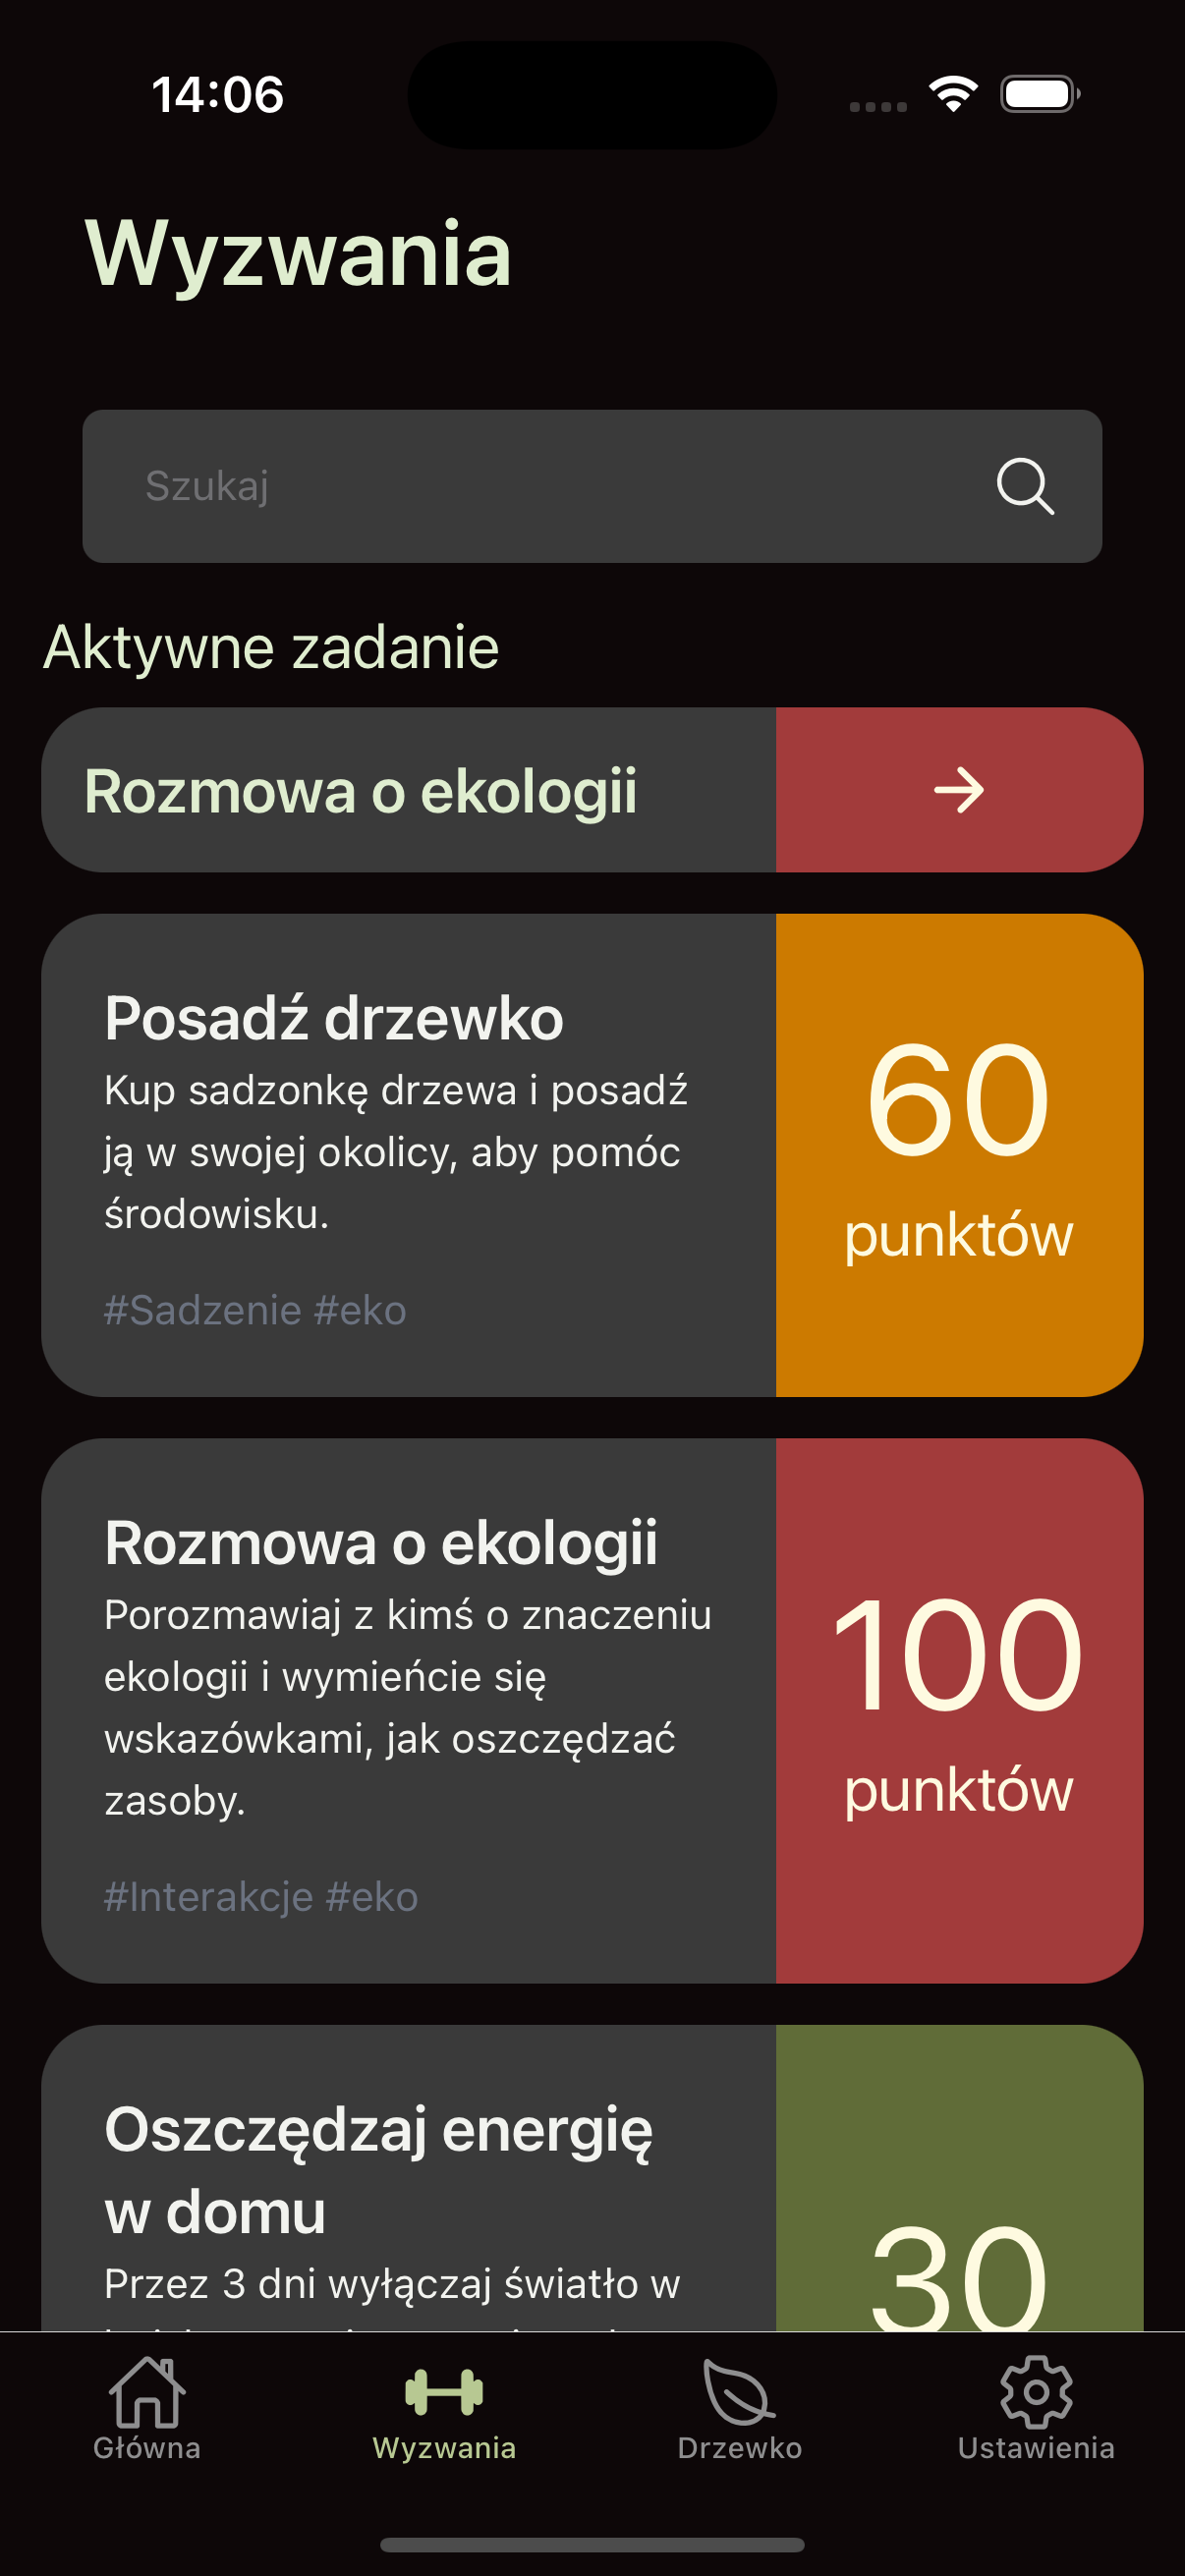 14:06
Wyzwania
Szukaj
Aktywne zadanie
Rozmowa o ekologii
Posadź drzewko
Kup sadzonkę drzewa i posadź
ją w swojej okolicy, aby pomóc
środowisku.
#Sadzenie #eko
60
punktów
Rozmowa o ekologii
Porozmawiaj z kimś o znaczeniu
ekologii i wymieńcie się
wskazówkami, jak oszczędzać
zasoby.
#Interakcje #eko
100
punktów
Oszczędzaj energię
w domu
Przez 3 dni wyłączaj światło w
30
Główna
Wyzwania
Drzewko
Ustawienia